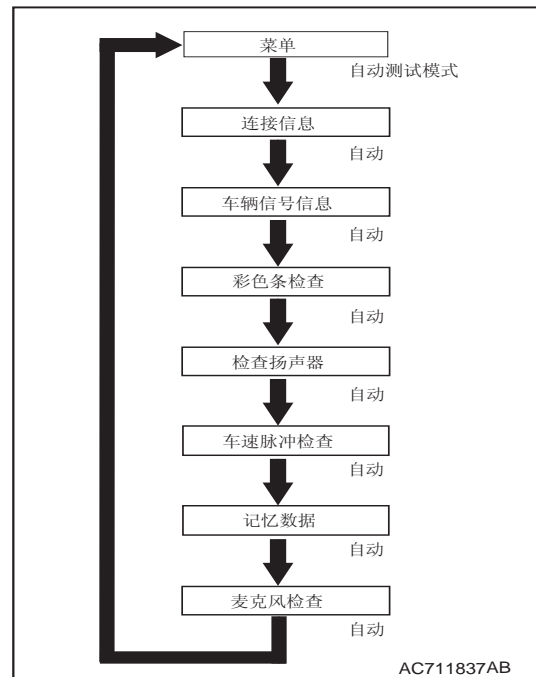 菜单
自动测试模式
连接信息
自动
车辆信号信息
自动
彩色条检查
自动
检查扬声器
自动
车速脉冲检查
自动
记忆数据
自动
麦克风检查
自动
AC711837AB